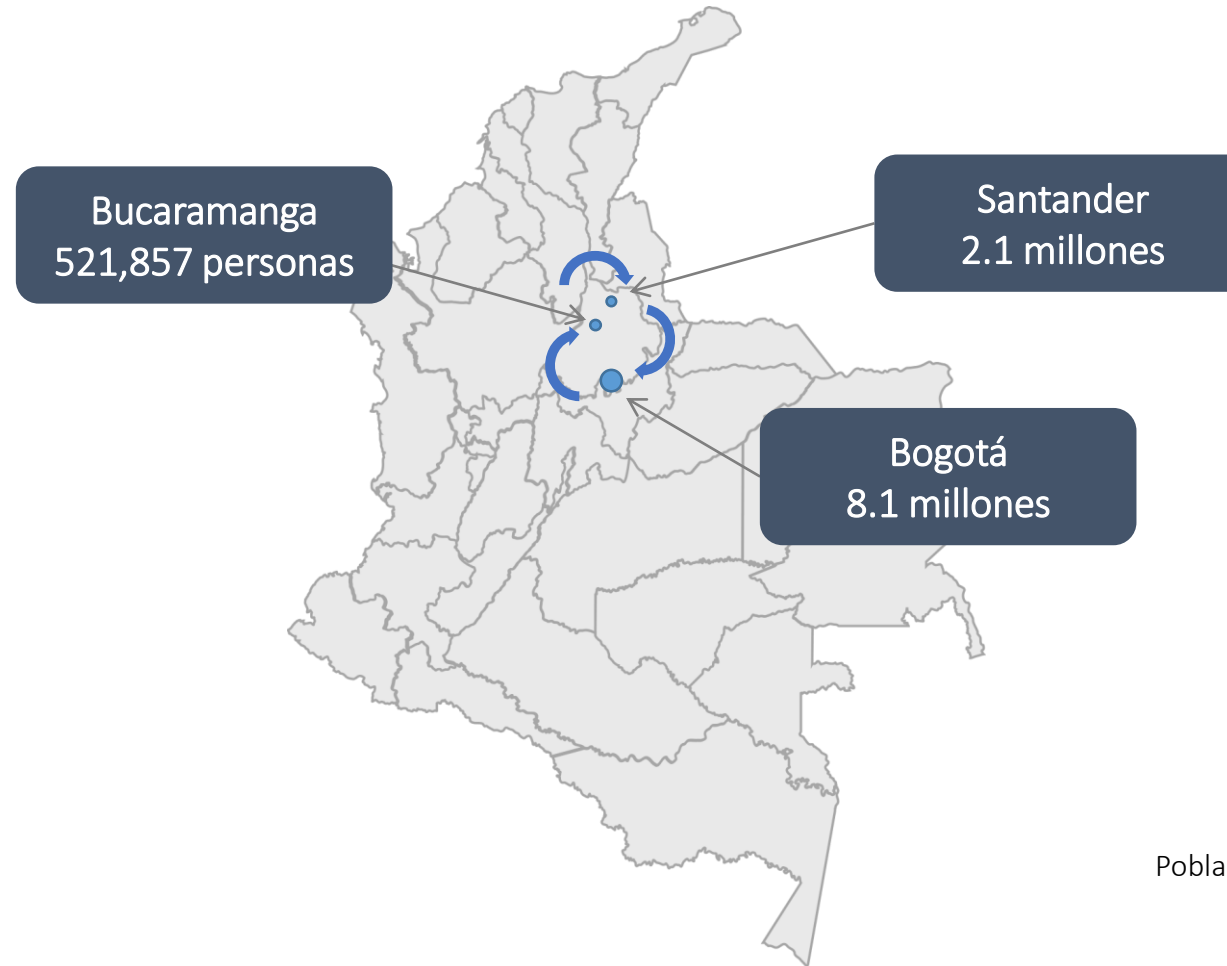 Bucaramanga
521,857 personas
Santander
2.1 millones
Bogotá
8.1 millones
Pobla